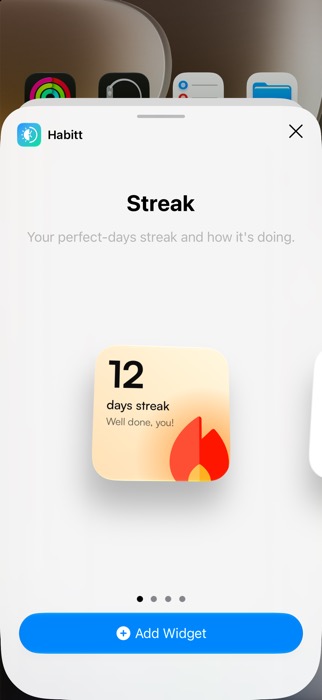 Habitt
Streak
Your perfect-days streak and how it's doing.
12
days streak
Well done, you!
Add Widget